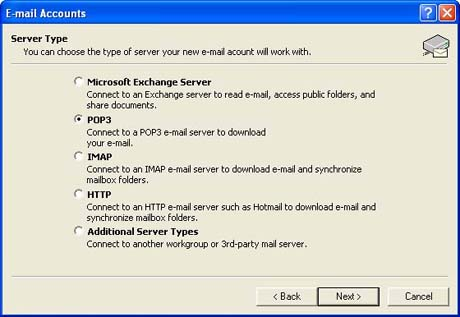 E-mail Accounts
Server Type
You can choose the type of server your new e-mail acount will work with.
Microsoft Exchange Server
Connect to an Exchange server to read e-mail, access public folders, and
share documents.
POP3
Connect to a POP3 e-mail server to download
your e-mail.
IMAP
Connect to an IMAP e-mail server to download e-mail and synchronize
mailbox folders.
HTTP
Connect to an HTTP e-mail server such as Hotmail to download e-mail and
synchronize mailbox folders.
Additional Server Types
Connect to another workgroup or 3rd-party mail server.
< Back Next > Cancel